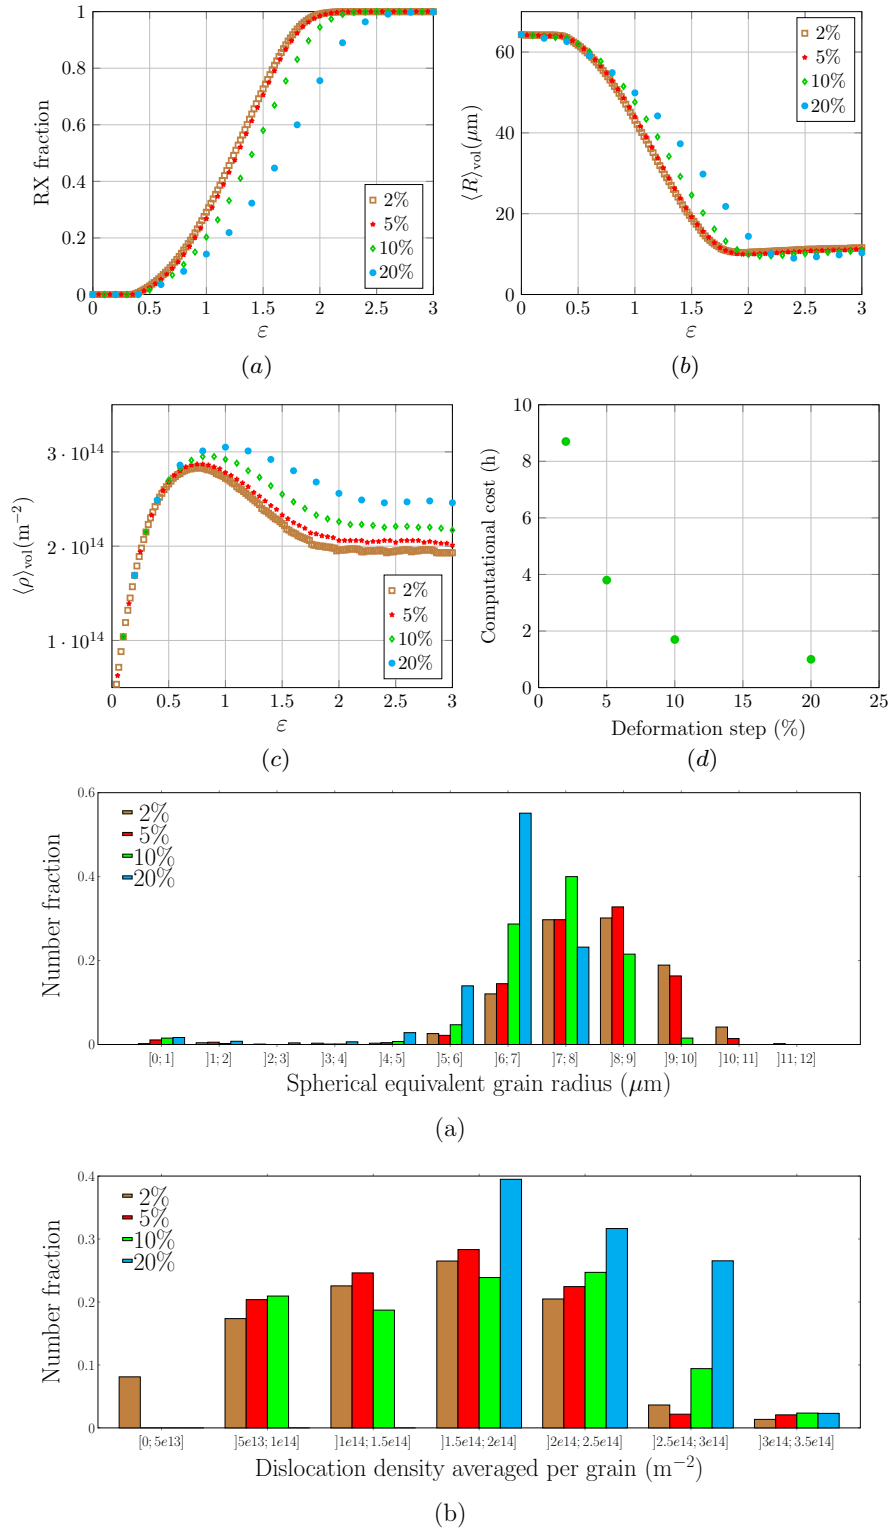 1
0.8
0.6
0.4
0.2
0
RX fraction
2%
5%
10%
20%
0 0.5 1 1.5 2 2.5 3
ε
(a)
60
40
20
0
⟨R⟩vol(μm)
2%
5%
10%
20%
0 0.5 1 1.5 2 2.5 3
ε
(b)
3 · 10^14
2 · 10^14
1 · 10^14
⟨ρ⟩vol(m^−2)
2%
5%
10%
20%
0 0.5 1 1.5 2 2.5 3
ε
(c)
10
8
6
4
2
0
Computational cost (h)
0 5 10 15 20 25
Deformation step (%)
(d)
0.6
0.4
0.2
0
Number fraction
2%
5%
10%
20%
[0; 1] ]1; 2] ]2; 3] ]3; 4] ]4; 5] ]5; 6] ]6; 7] ]7; 8] ]8; 9] ]9; 10] ]10; 11] ]11; 12]
Spherical equivalent grain radius (μm)
(a)
0.4
0.3
0.2
0.1
0
Number fraction
2%
5%
10%
20%
[0; 5e13] ]5e13; 1e14] ]1e14; 1.5e14] ]1.5e14; 2e14] ]2e14; 2.5e14] ]2.5e14; 3e14] ]3e14; 3.5e14]
Dislocation density averaged per grain (m^−2)
(b)